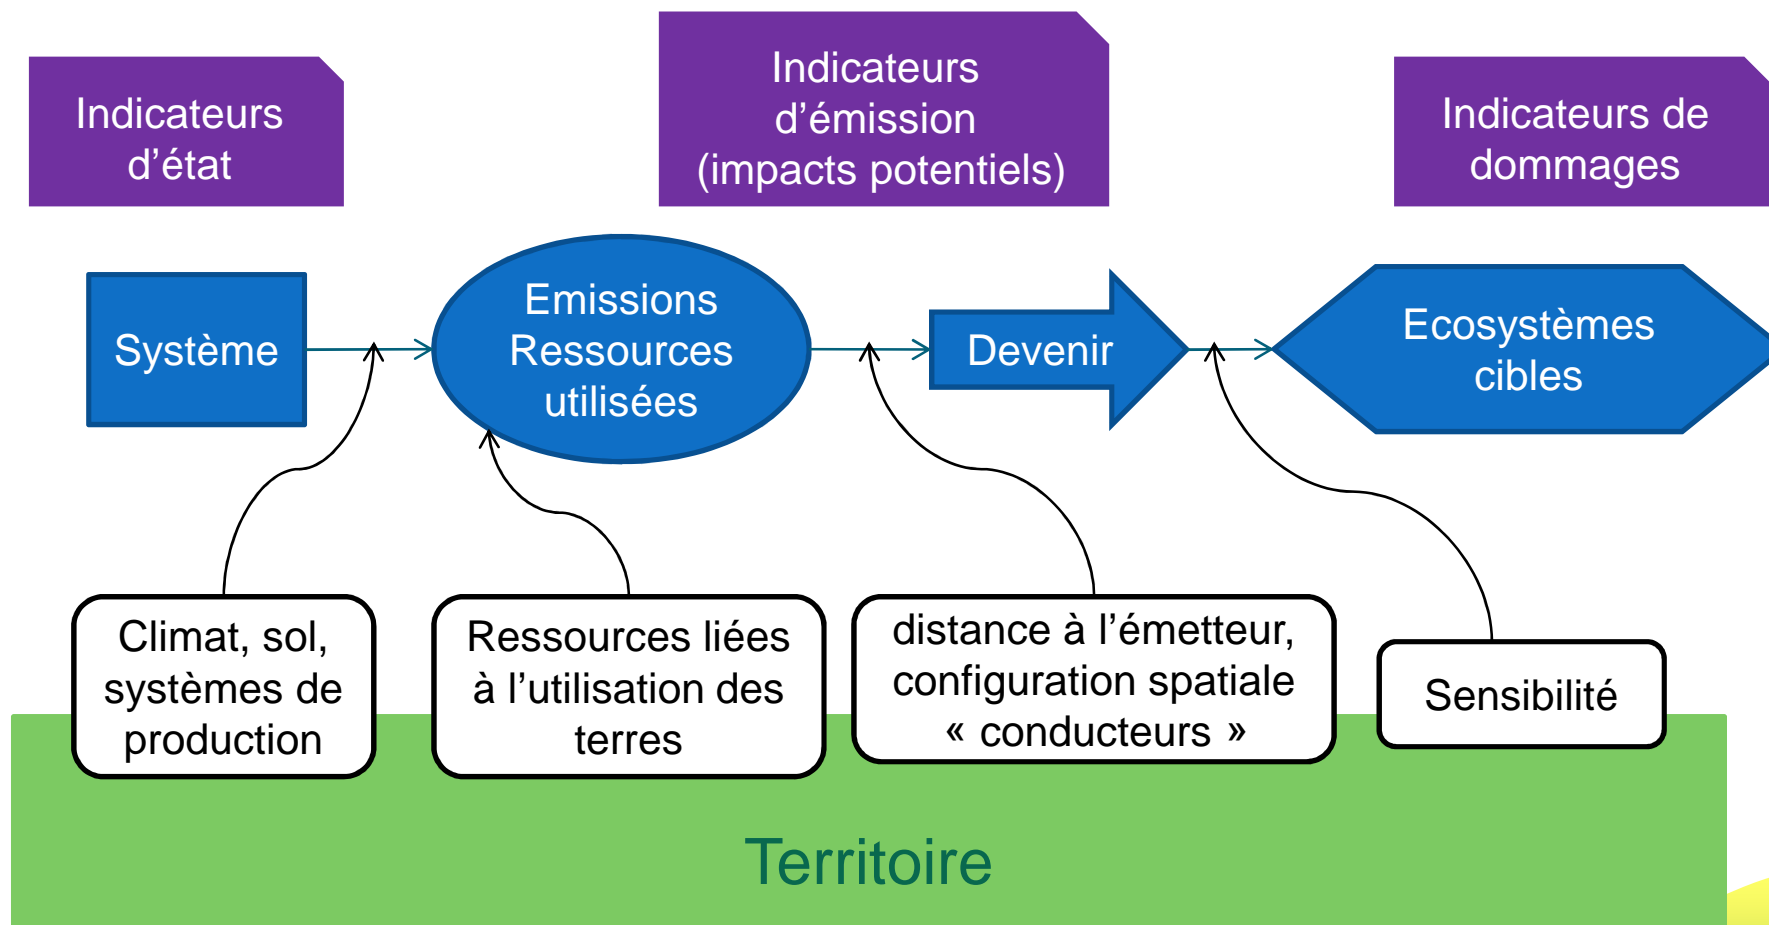 Indicateurs
d’état
Indicateurs
d’émission
(impacts potentiels)
Indicateurs de
dommages
Système
Emissions
Ressources
utilisées
Devenir
Ecosystèmes
cibles
Climat, sol,
systèmes de
production
Ressources liées
à l’utilisation des
terres
distance à l’émetteur,
configuration spatiale
« conducteurs »
Sensibilité
Territoire